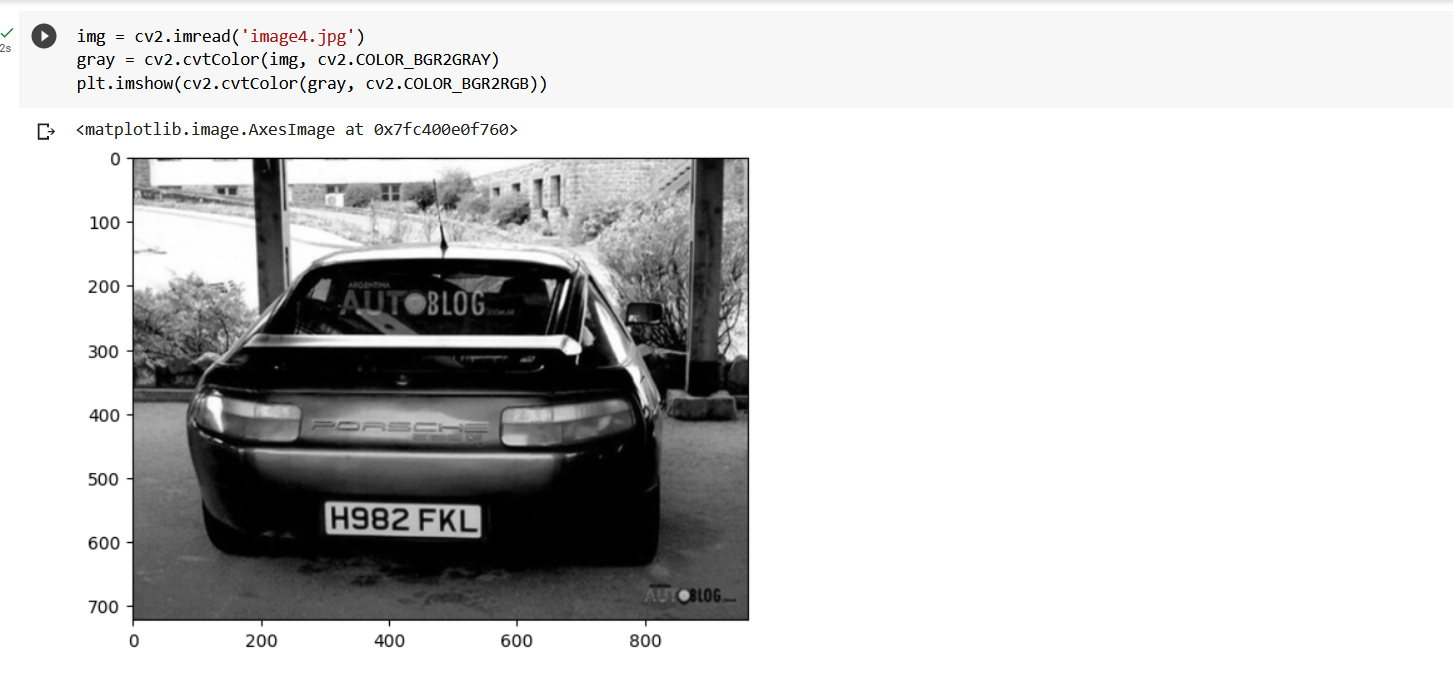 2s
img = cv2.imread('image4.jpg')
gray = cv2.cvtColor(img, cv2.COLOR_BGR2GRAY)
plt.imshow(cv2.cvtColor(gray, cv2.COLOR_BGR2RGB))
<matplotlib.image.AxesImage at 0x7fc400e0f760>
0
100
200
300
400
500
600
700
ARGENTINA
AUTOBLOG
PORSCHE
H982 FKL
AUTOBLOG
0 200 400 600 800